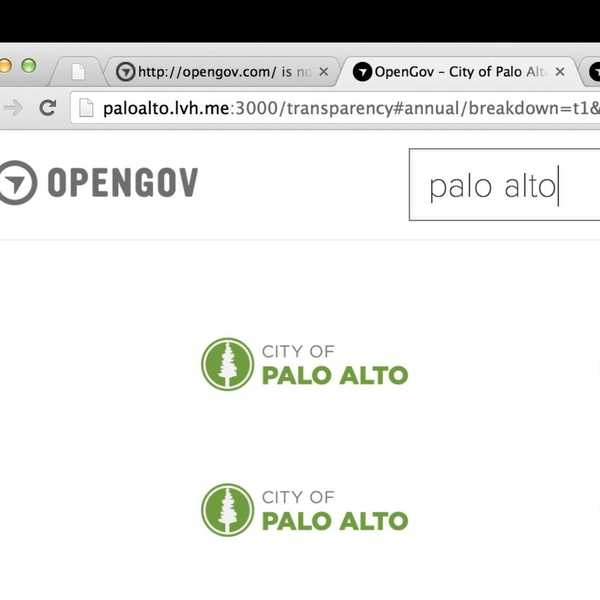 http://opengov.com/ is no
OpenGov – City of Palo Alt
paloalto.lvh.me:3000/transparency#annual/breakdown=t1&
OPENGOV
palo alto
CITY OF
PALO ALTO
CITY OF
PALO ALTO